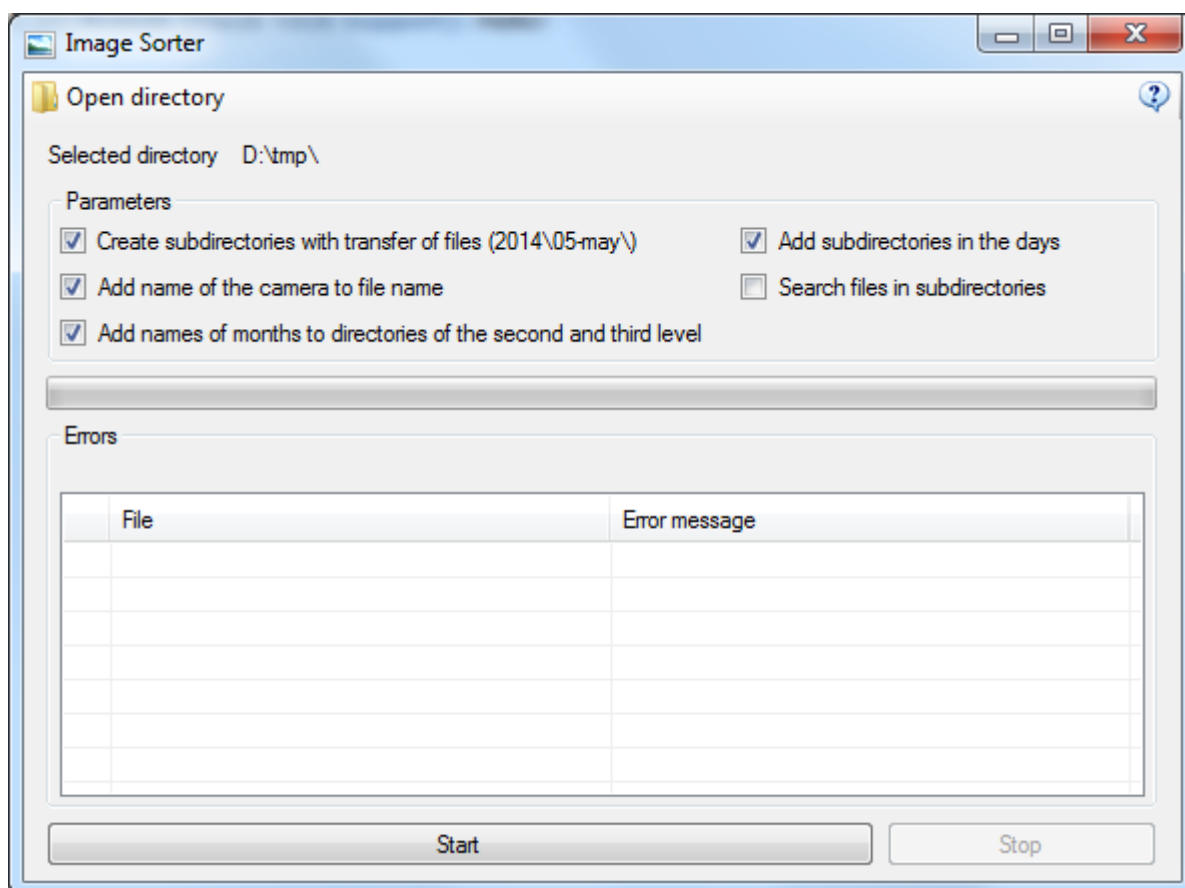 Image Sorter
Open directory
Selected directory D:\tmp\
Parameters
Create subdirectories with transfer of files (2014\05-may\) Add subdirectories in the days
Add name of the camera to file name Search files in subdirectories
Add names of months to directories of the second and third level
Errors
File Error message
Start Stop